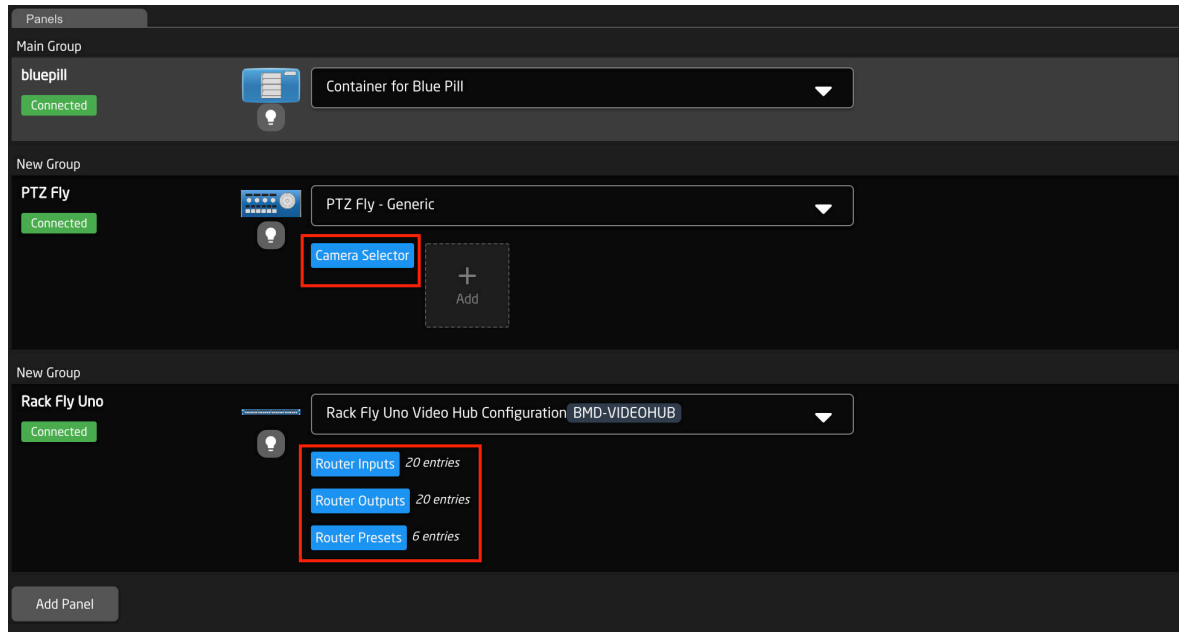 Panels
Main Group
bluepill
Connected
Container for Blue Pill
New Group
PTZ Fly
Connected
PTZ Fly - Generic
Camera Selector
Add
New Group
Rack Fly Uno
Connected
Rack Fly Uno Video Hub Configuration BMD-VIDEOHUB
Router Inputs 20 entries
Router Outputs 20 entries
Router Presets 6 entries
Add Panel